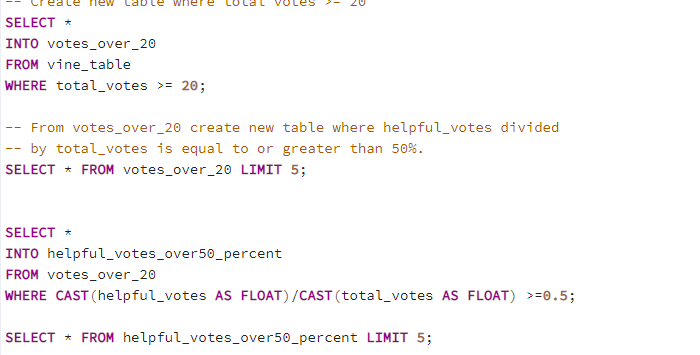 -- Create new table where total votes >= 20
SELECT *
INTO votes_over_20
FROM vine_table
WHERE total_votes >= 20;
-- From votes_over_20 create new table where helpful_votes divided
-- by total_votes is equal to or greater than 50%.
SELECT * FROM votes_over_20 LIMIT 5;
SELECT *
INTO helpful_votes_over50_percent
FROM votes_over_20
WHERE CAST(helpful_votes AS FLOAT)/CAST(total_votes AS FLOAT) >=0.5;
SELECT * FROM helpful_votes_over50_percent LIMIT 5;